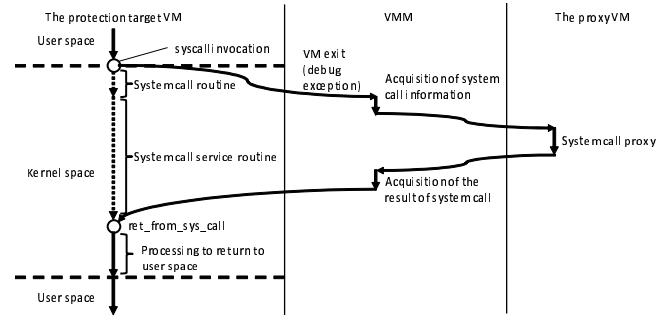 The protection target VM
VMM
The proxy VM
User space
syscall invocation
VM exit
(debug
exception)
Acquisition of system
call information
System call routine
System call proxy
System call service routine
Kernel space
Acquisition of the
result of system call
ret_from_sys_call
Processing to return to
user space
User space